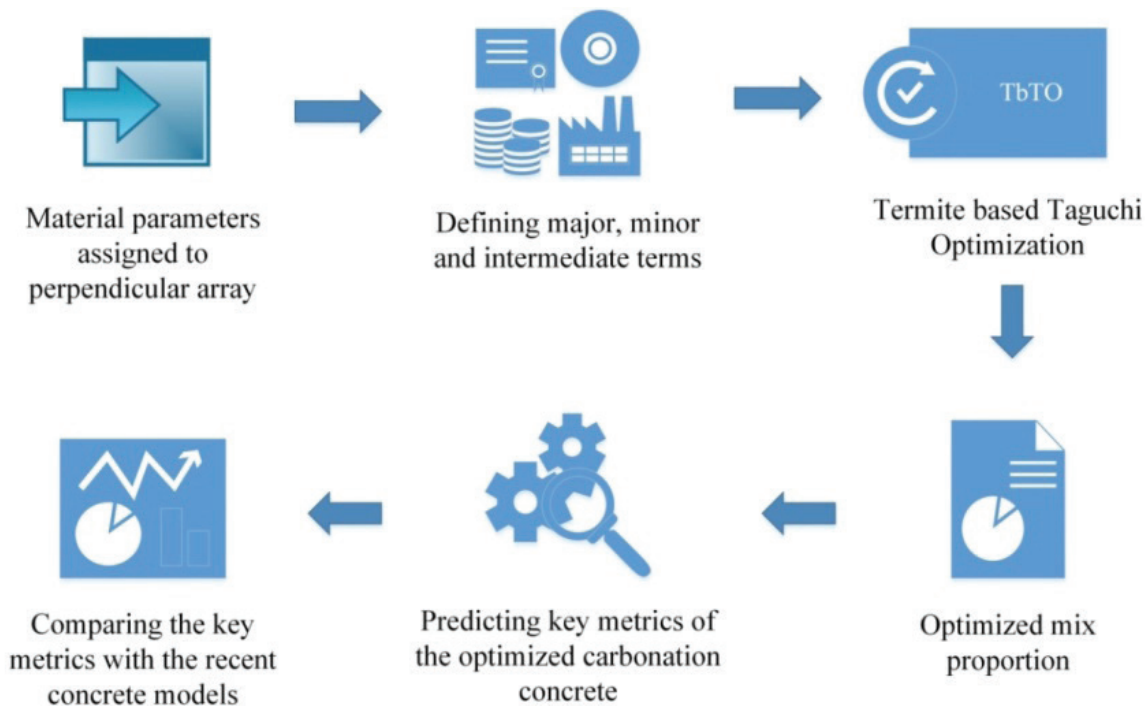 Material parameters
assigned to
perpendicular array
Defining major, minor
and intermediate terms
TbTO
Termite based Taguchi
Optimization
Optimized mix
proportion
Predicting key metrics of
the optimized carbonation
concrete
Comparing the key
metrics with the recent
concrete models